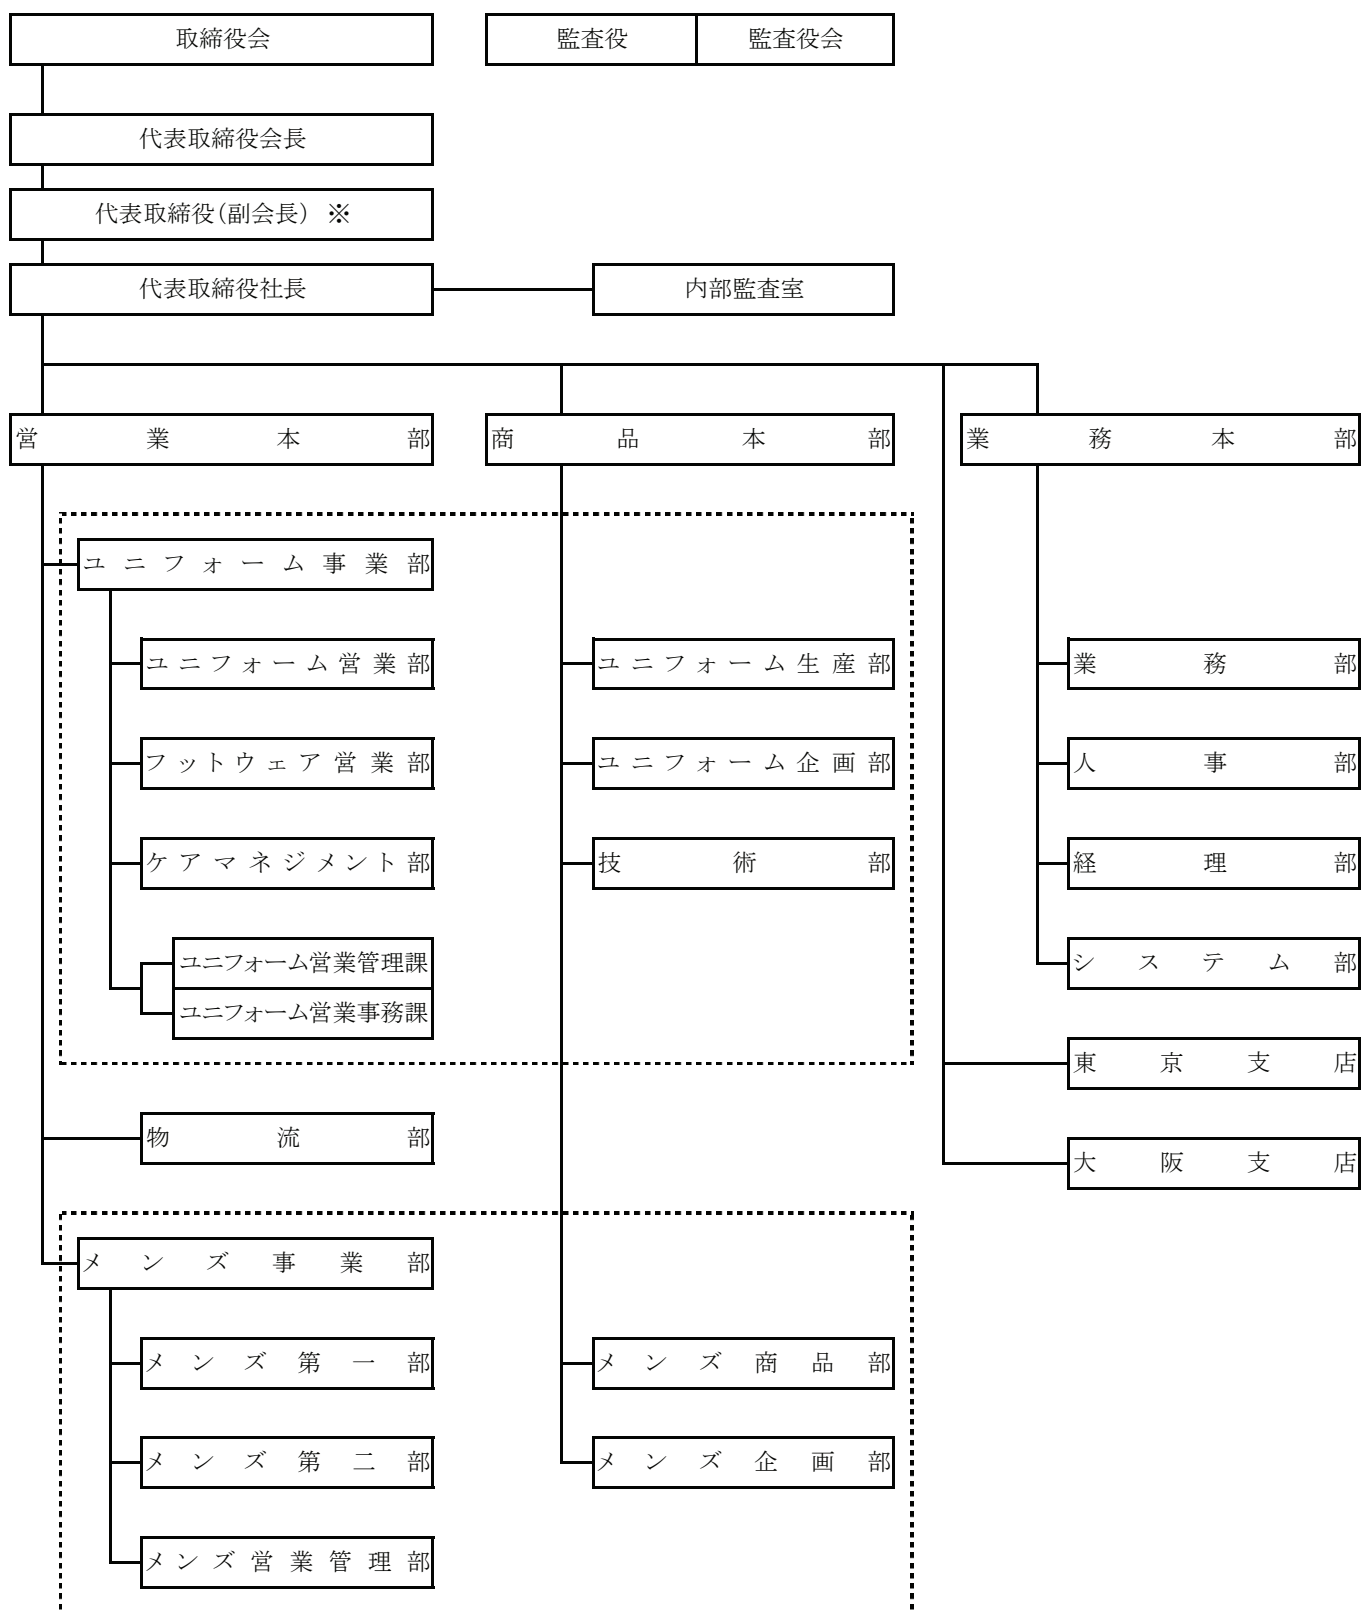 取締役会
監査役
監査役会
代表取締役会長
代表取締役(副会長) ※
代表取締役社長
内部監査室
営業本部
商品本部
業務本部
ユニフォーム事業部
ユニフォーム営業部
ユニフォーム生産部
業務部
フットウェア営業部
ユニフォーム企画部
人事部
ケアマネジメント部
技術部
経理部
ユニフォーム営業管理課
システム部
ユニフォーム営業事務課
東京支店
物流部
大阪支店
メンズ事業部
メンズ第一部
メンズ商品部
メンズ第二部
メンズ企画部
メンズ営業管理部